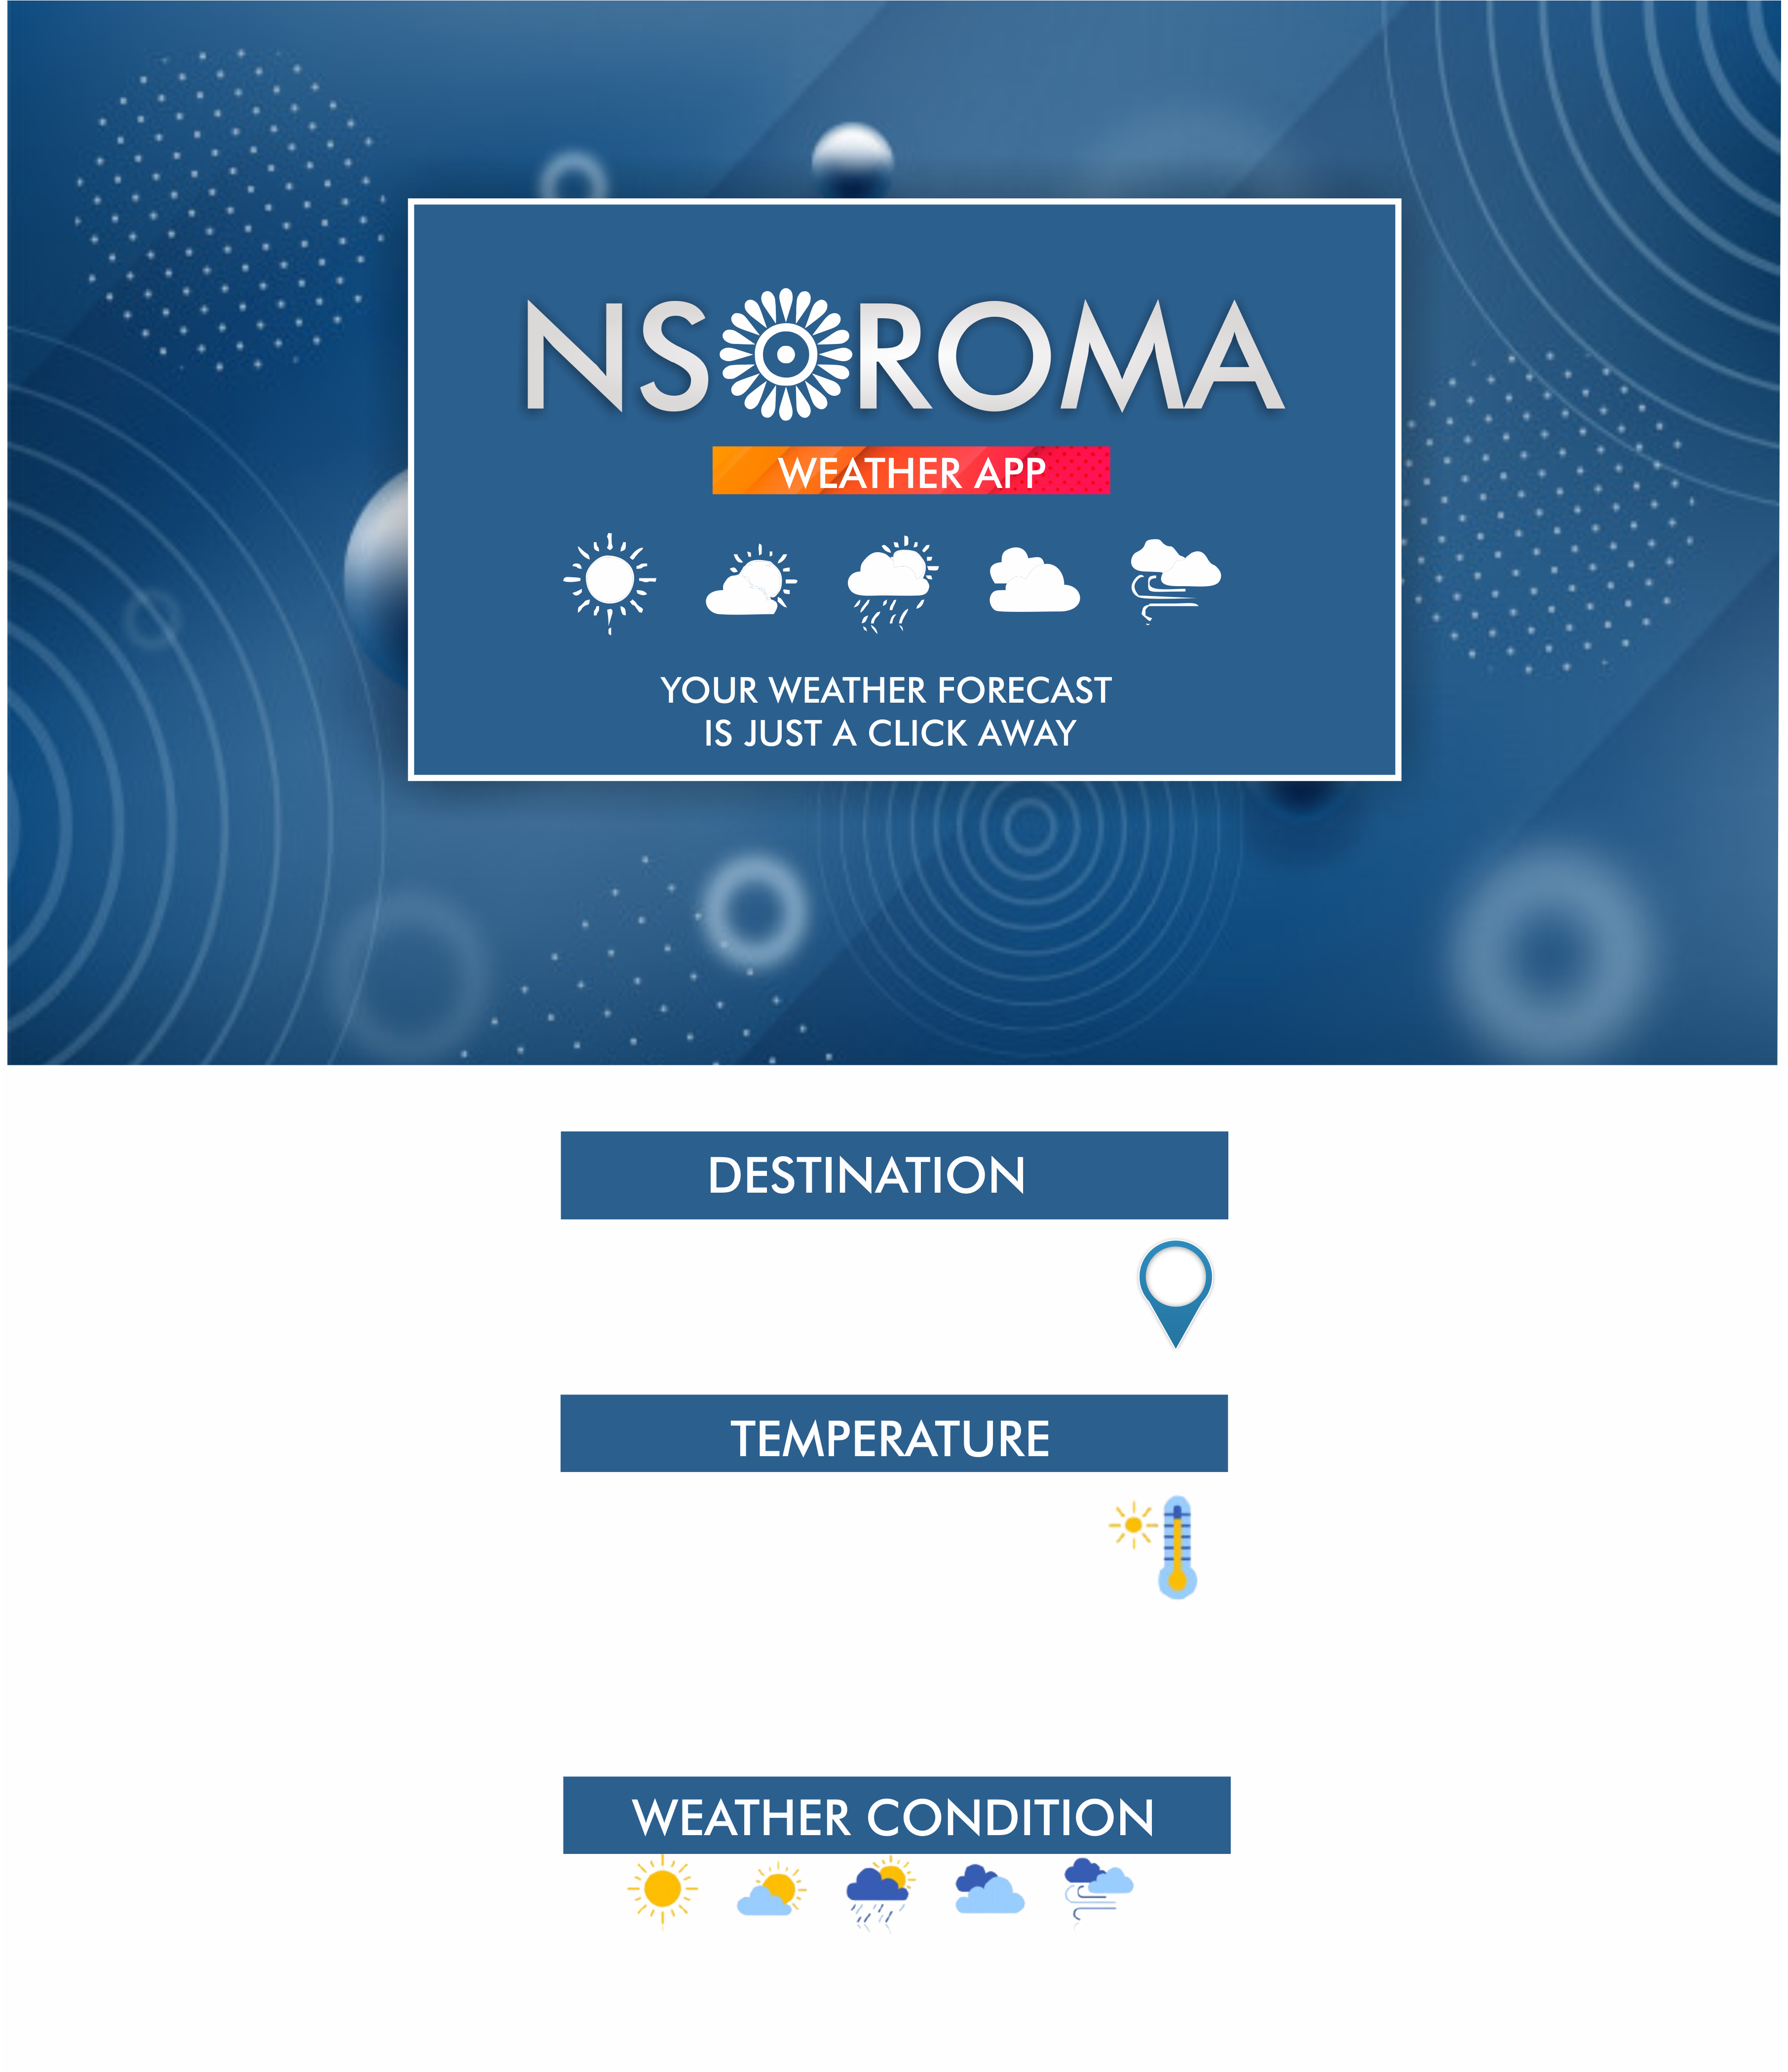 NSOROMA
WEATHER APP
YOUR WEATHER FORECAST
IS JUST A CLICK AWAY
DESTINATION
TEMPERATURE
WEATHER CONDITION